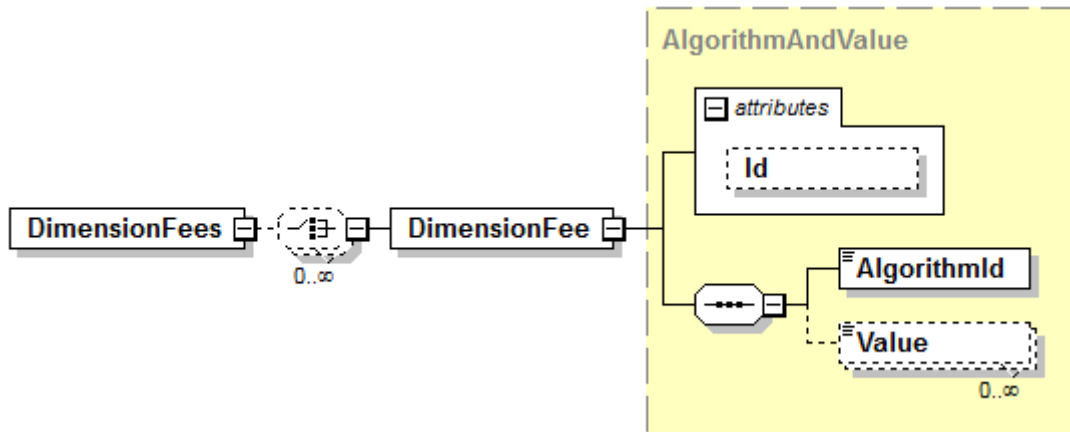 AlgorithmAndValue
attributes
Id
DimensionFees
0..∞
DimensionFee
AlgorithmId
Value
0..∞